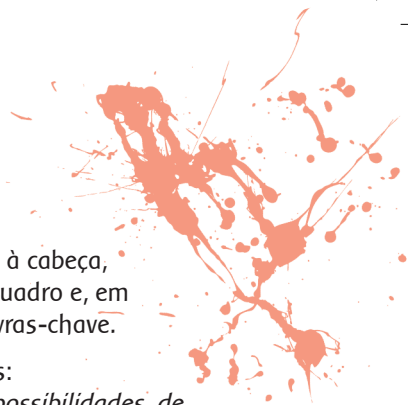 à cabeça,
uadro e, em
vras-chave.
s:
possibilidades de